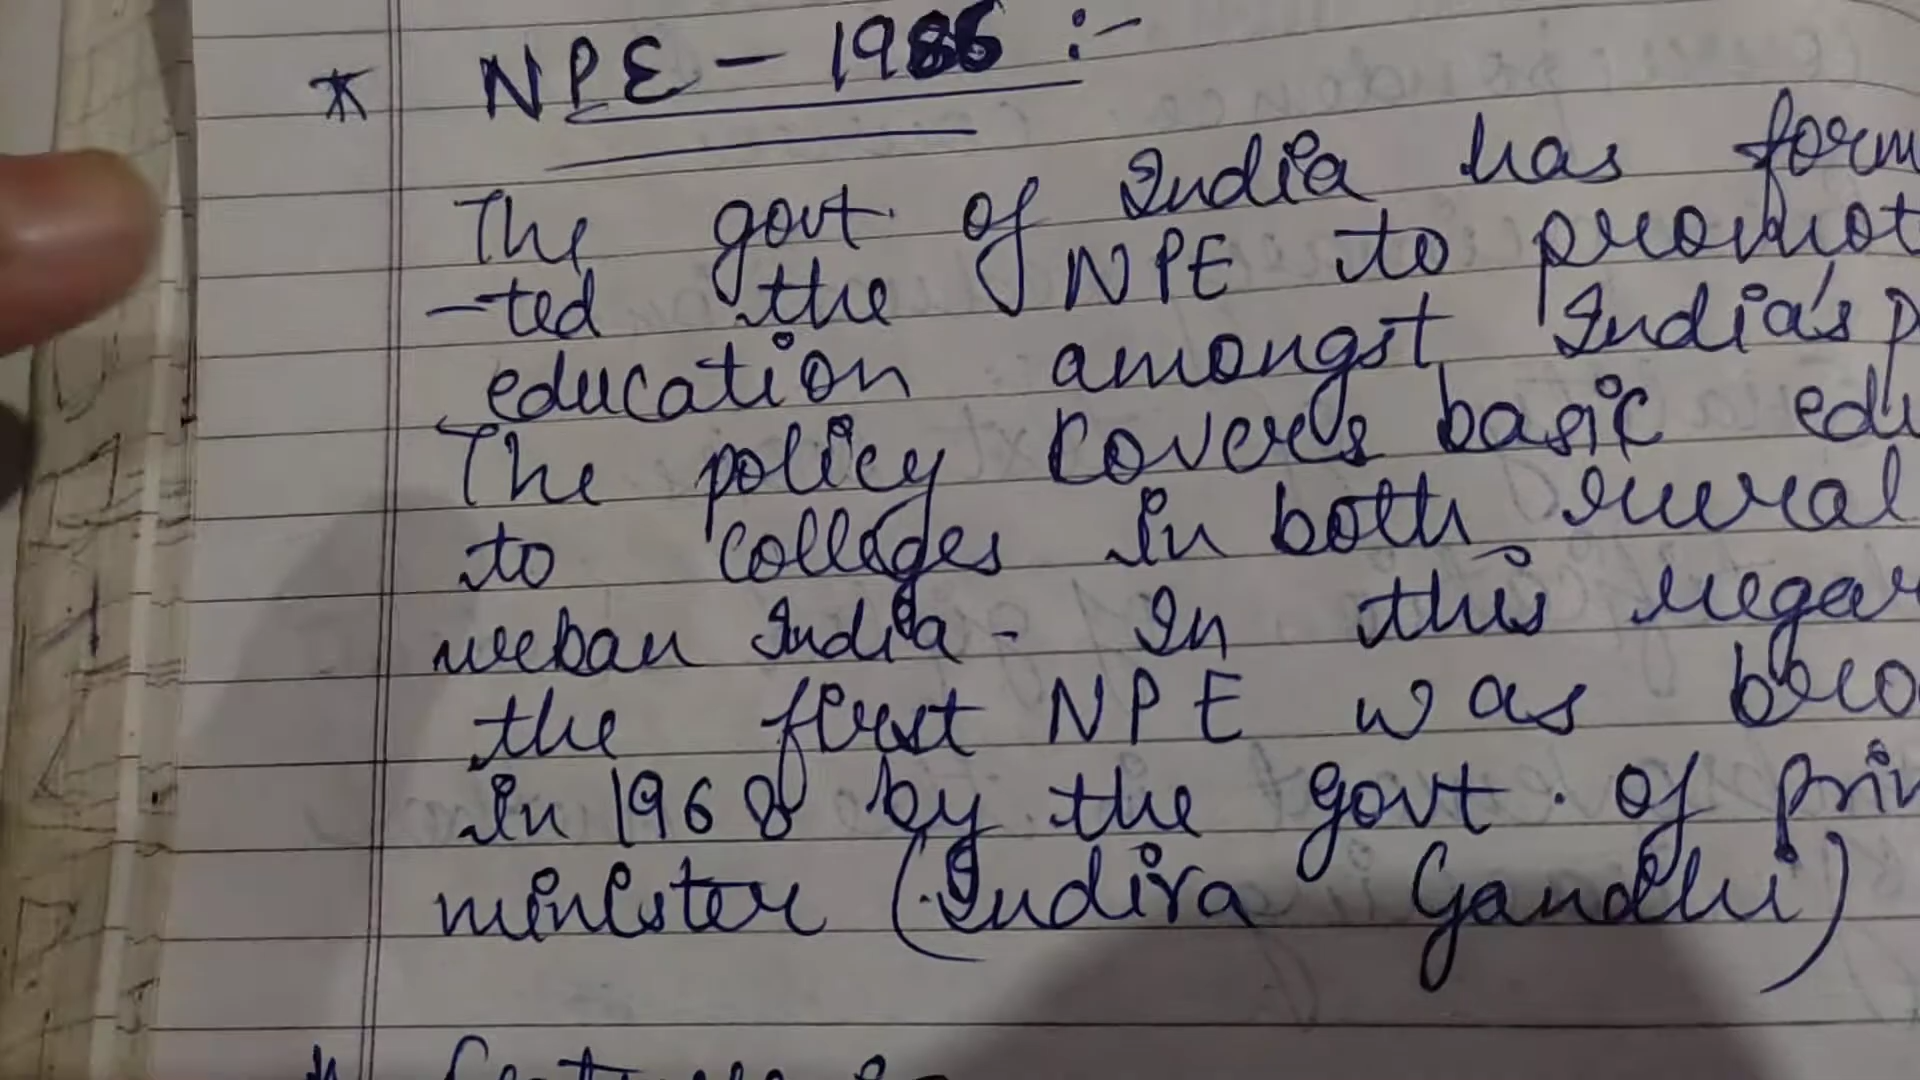 * NPE - 1986 :-
The govt. of India has form
-ted the NPE to promot
education amongst India's p
The policy covers basic edu
to colleges in both rural
urban India - In this regar
the first NPE was bro
in 1968 by the govt. of prim
minister (Indira Gandhi)